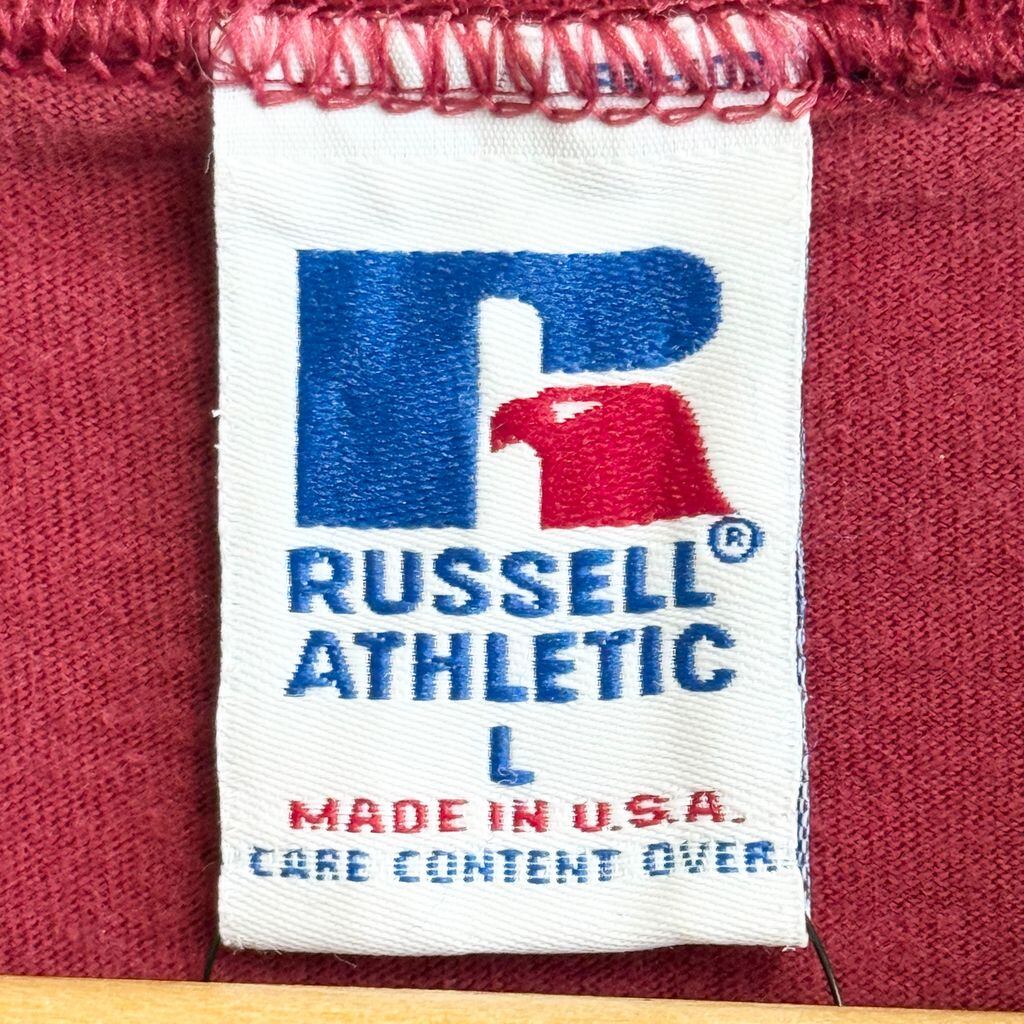 R
RUSSELL®
ATHLETIC
L
MADE IN U.S.A.
CARE CONTENT OVER